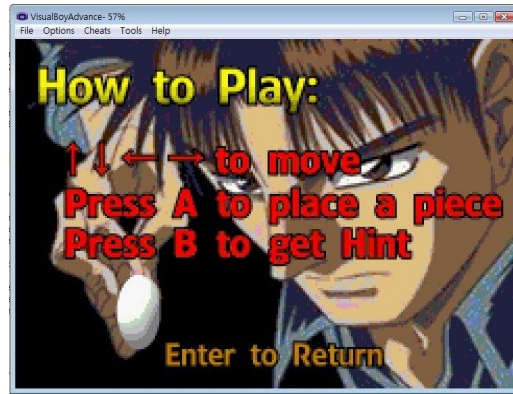 VisualBoyAdvance- 57%
File Options Cheats Tools Help
How to Play:
↑↓←→ to move
Press A to place a piece
Press B to get Hint
Enter to Return